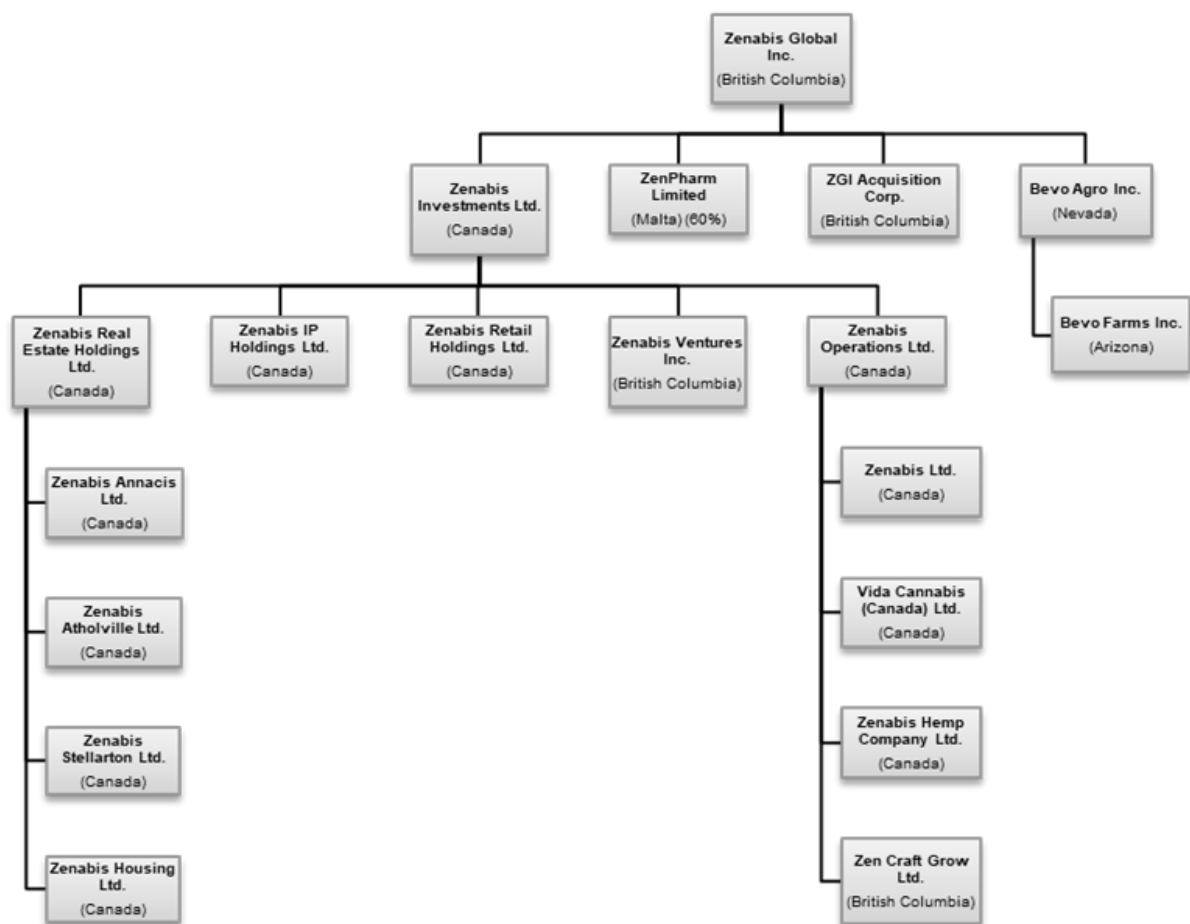 Zenabis Global
Inc.
(British Columbia)
Zenabis
Investments Ltd.
(Canada)
ZenPharm
Limited
(Malta) (60%)
ZGI Acquisition
Corp.
(British Columbia)
Bevo Agro Inc.
(Nevada)
Zenabis Real
Estate Holdings
Ltd.
(Canada)
Zenabis IP
Holdings Ltd.
(Canada)
Zenabis Retail
Holdings Ltd.
(Canada)
Zenabis Ventures
Inc.
(British Columbia)
Zenabis
Operations Ltd.
(Canada)
Bevo Farms Inc.
(Arizona)
Zenabis Annacis
Ltd.
(Canada)
Zenabis
Atholville Ltd.
(Canada)
Zenabis
Stellarton Ltd.
(Canada)
Zenabis Housing
Ltd.
(Canada)
Zenabis Ltd.
(Canada)
Vida Cannabis
(Canada) Ltd.
(Canada)
Zenabis Hemp
Company Ltd.
(Canada)
Zen Craft Grow
Ltd.
(British Columbia)